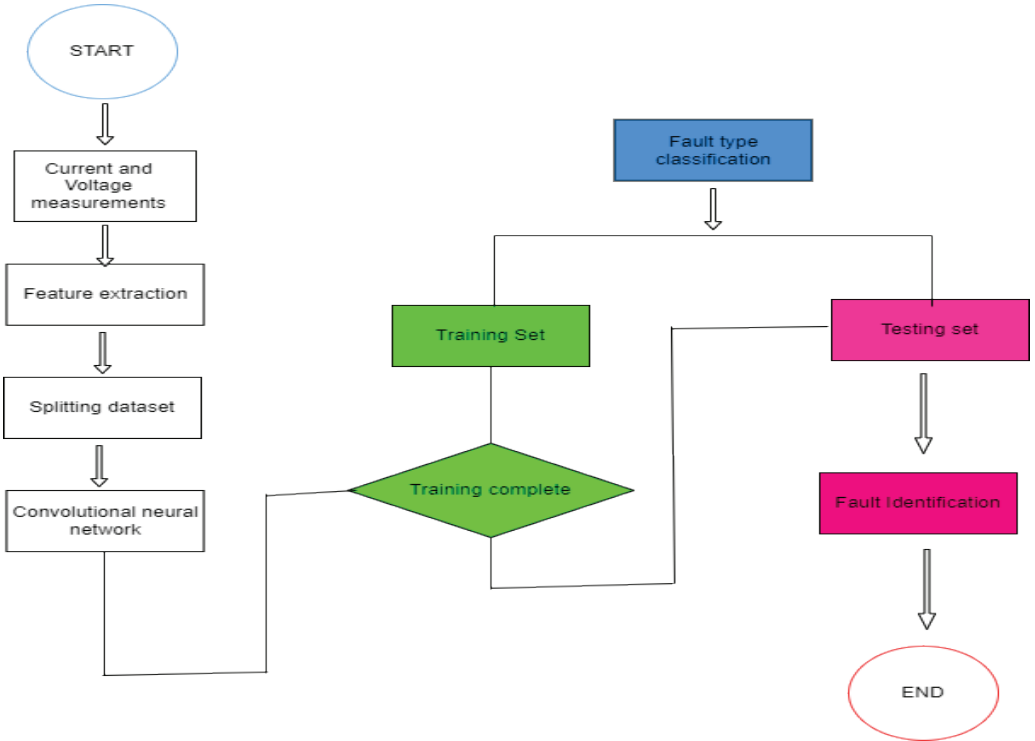 START
Current and
Voltage
measurements
Feature extraction
Splitting dataset
Convolutional neural
network
Fault type
classification
Training Set
Training complete
Testing set
Fault Identification
END